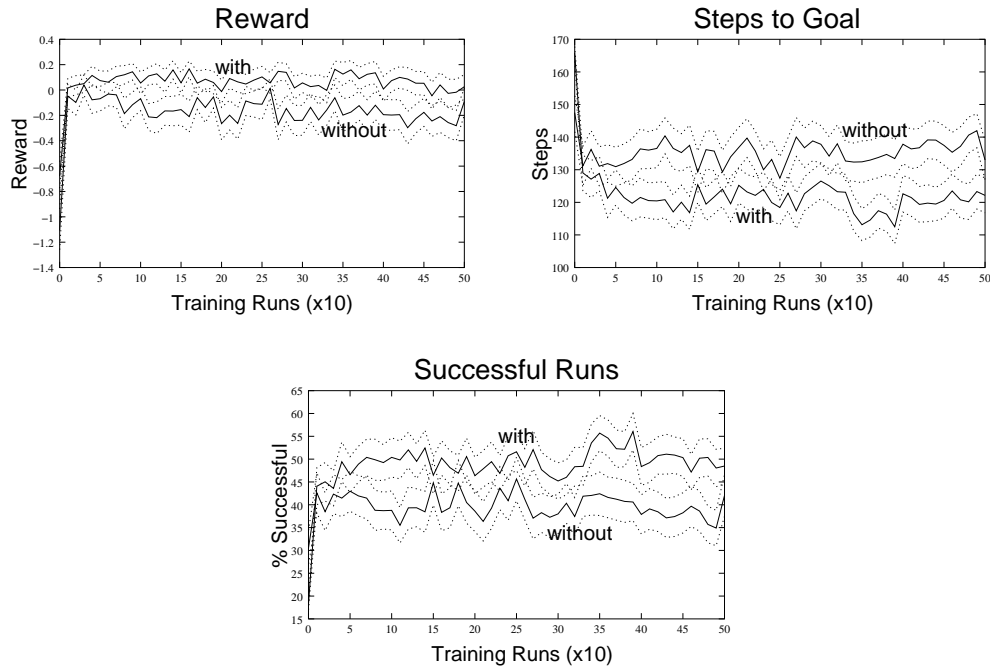 Reward
0.4
0.2
0
−0.2
−0.4
−0.6
−0.8
−1
−1.2
−1.4
Reward
with
without
0 5 10 15 20 25 30 35 40 45 50
Training Runs (x10)
Steps to Goal
170
160
150
140
130
120
110
100
Steps
without
with
0 5 10 15 20 25 30 35 40 45 50
Training Runs (x10)
Successful Runs
65
60
55
50
45
40
35
30
25
20
15
% Successful
with
without
0 5 10 15 20 25 30 35 40 45 50
Training Runs (x10)